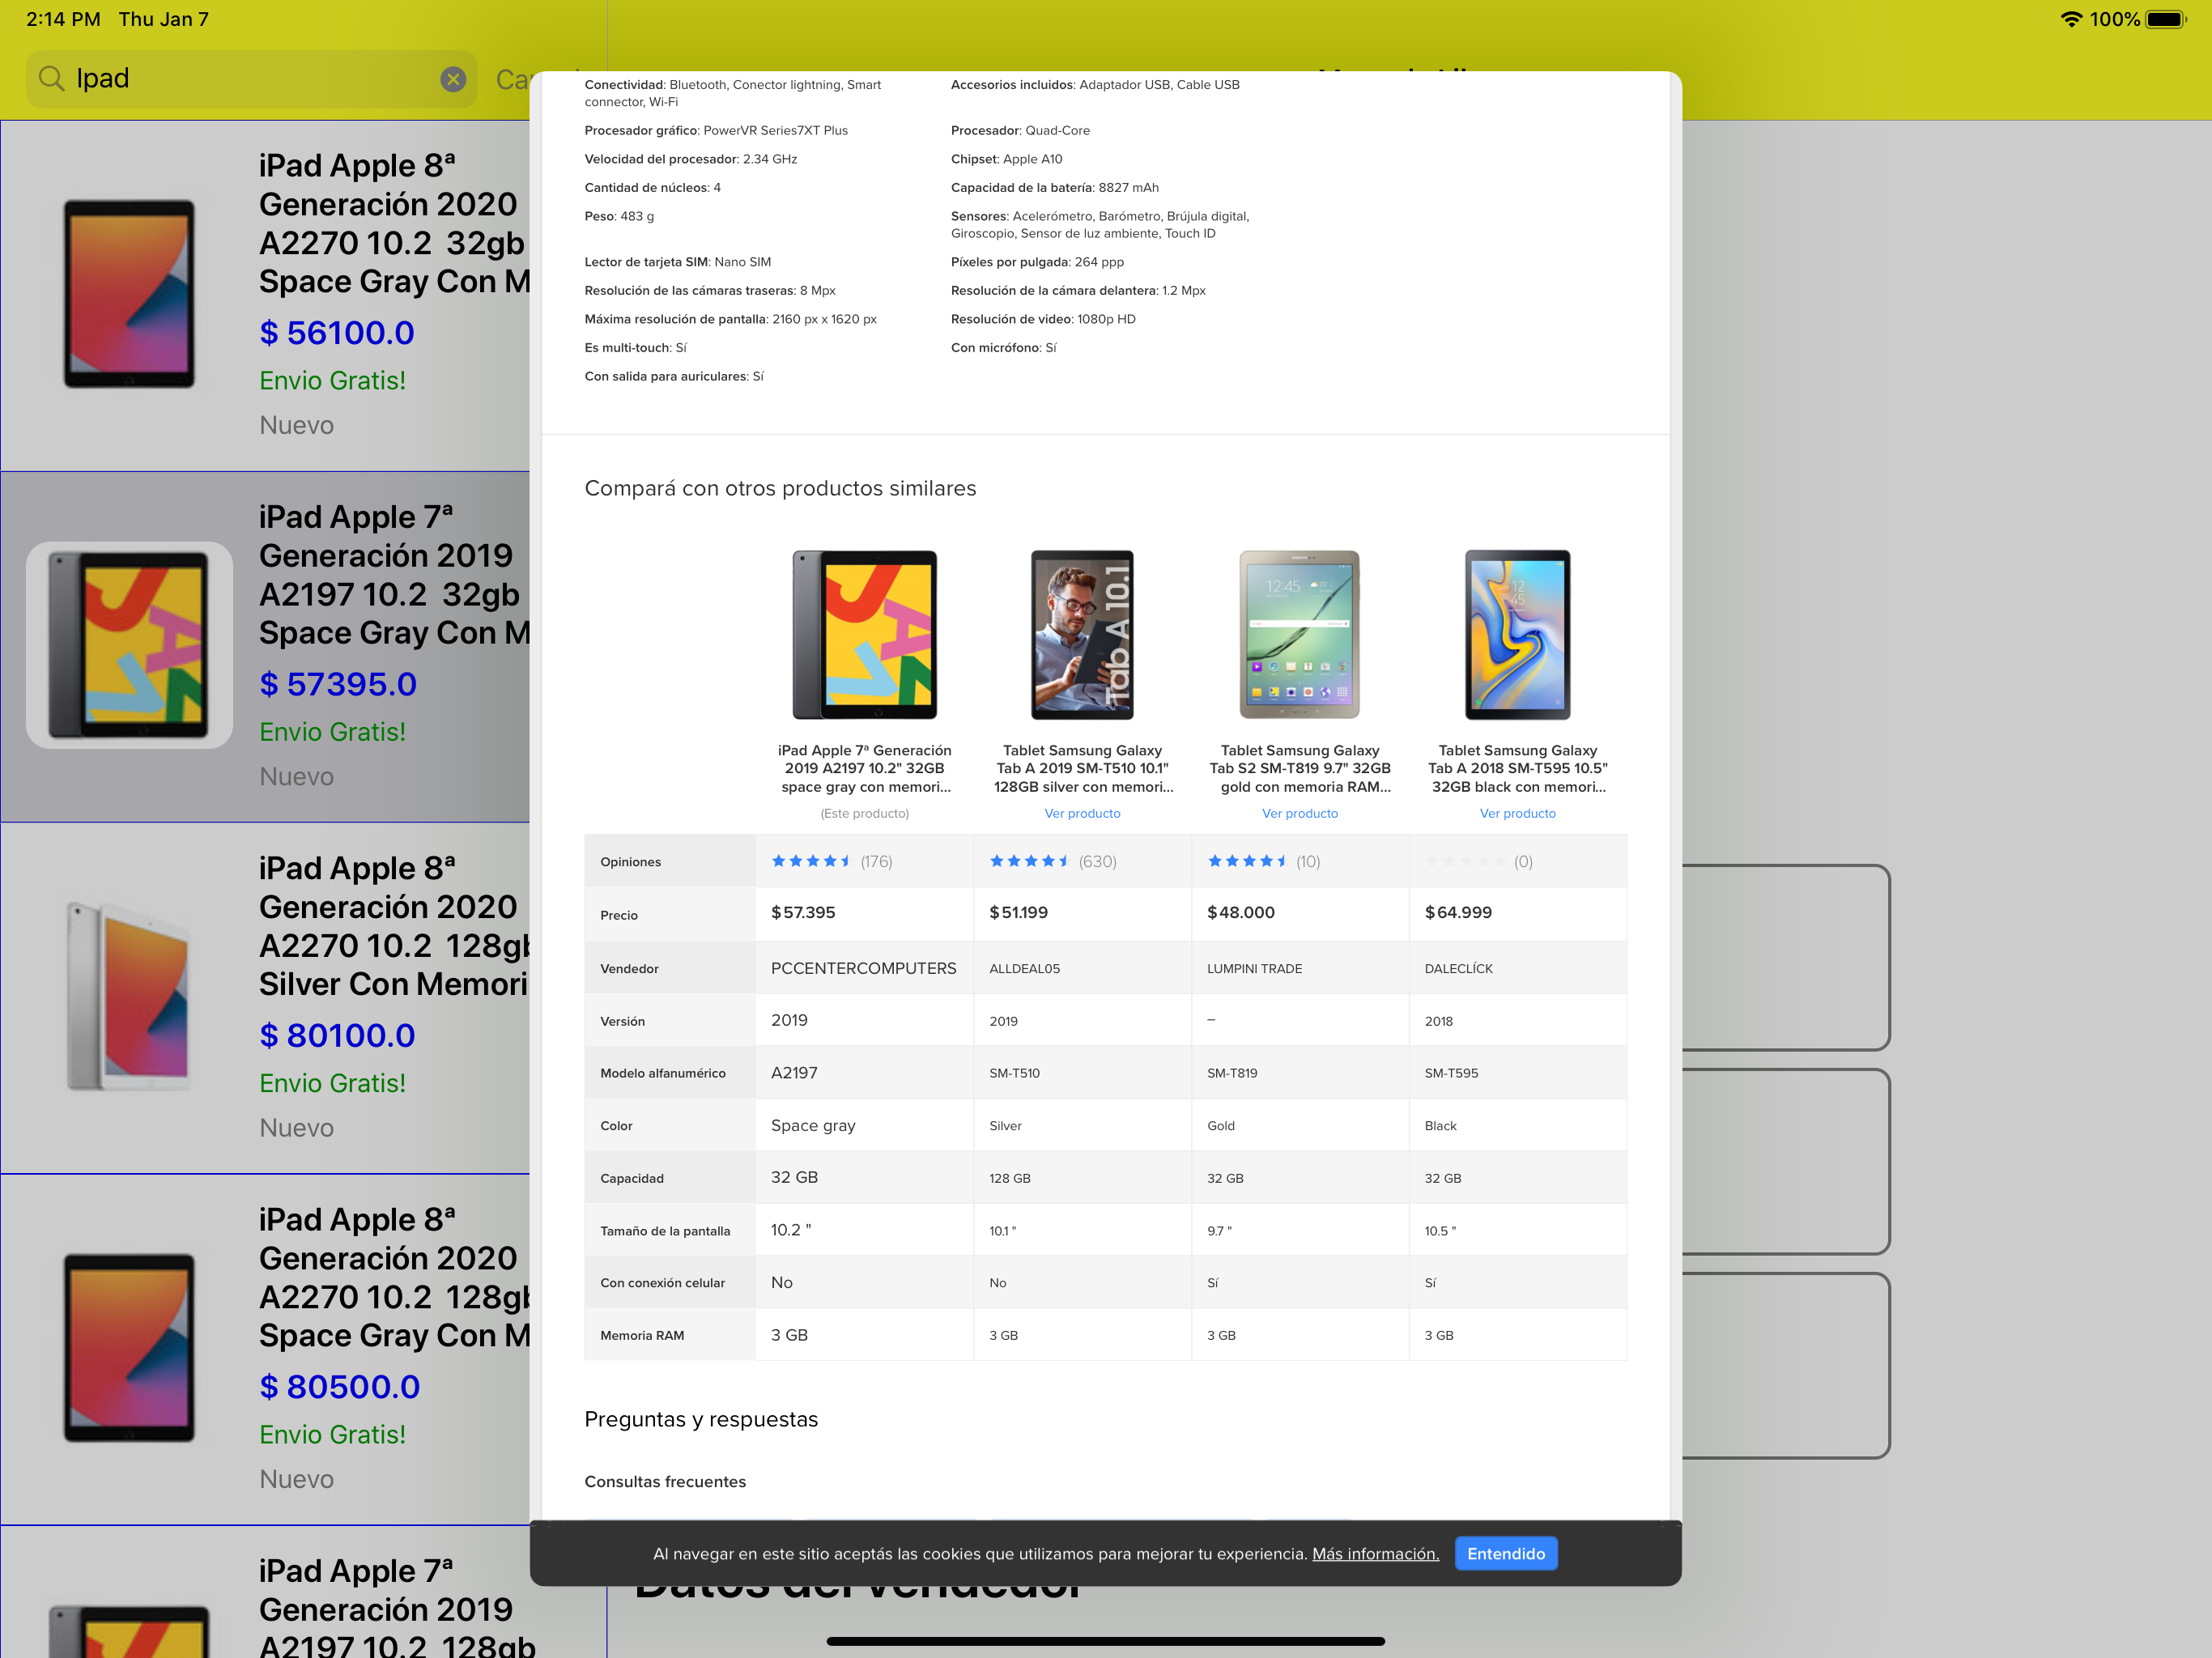 2:14 PM Thu Jan 7
100%
Ipad
iPad Apple 8ª
Generación 2020
A2270 10.2 32gb
Space Gray Con M
$ 56100.0
Envio Gratis!
Nuevo
iPad Apple 7ª
Generación 2019
A2197 10.2 32gb
Space Gray Con M
$ 57395.0
Envio Gratis!
Nuevo
iPad Apple 8ª
Generación 2020
A2270 10.2 128gb
Silver Con Memori
$ 80100.0
Envio Gratis!
Nuevo
iPad Apple 8ª
Generación 2020
A2270 10.2 128gb
Space Gray Con M
$ 80500.0
Envio Gratis!
Nuevo
iPad Apple 7ª
Generación 2019
A2197 10.2 128gb
Conectividad: Bluetooth, Conector lightning, Smart
connector, Wi-Fi
Accesorios incluidos: Adaptador USB, Cable USB
Procesador gráfico: PowerVR Series7XT Plus
Procesador: Quad-Core
Velocidad del procesador: 2.34 GHz
Chipset: Apple A10
Cantidad de núcleos: 4
Capacidad de la batería: 8827 mAh
Peso: 483 g
Sensores: Acelerómetro, Barómetro, Brújula digital,
Giroscopio, Sensor de luz ambiente, Touch ID
Lector de tarjeta SIM: Nano SIM
Píxeles por pulgada: 264 ppp
Resolución de las cámaras traseras: 8 Mpx
Resolución de la cámara delantera: 1.2 Mpx
Máxima resolución de pantalla: 2160 px x 1620 px
Resolución de video: 1080p HD
Es multi-touch: Sí
Con micrófono: Sí
Con salida para auriculares: Sí
Compará con otros productos similares
Tab A 10.1
12:45
12
45
iPad Apple 7ª Generación
2019 A2197 10.2" 32GB
space gray con memori...
(Este producto)
Tablet Samsung Galaxy
Tab A 2019 SM-T510 10.1"
128GB silver con memori...
Ver producto
Tablet Samsung Galaxy
Tab S2 SM-T819 9.7" 32GB
gold con memoria RAM...
Ver producto
Tablet Samsung Galaxy
Tab A 2018 SM-T595 10.5"
32GB black con memori...
Ver producto
Opiniones (176) (630) (10) (0)
Precio $ 57.395 $ 51.199 $ 48.000 $ 64.999
Vendedor PCCENTERCOMPUTERS ALLDEAL05 LUMPINI TRADE DALECLÍCK
Versión 2019 2019 – 2018
Modelo alfanumérico A2197 SM-T510 SM-T819 SM-T595
Color Space gray Silver Gold Black
Capacidad 32 GB 128 GB 32 GB 32 GB
Tamaño de la pantalla 10.2 " 10.1 " 9.7 " 10.5 "
Con conexión celular No No Sí Sí
Memoria RAM 3 GB 3 GB 3 GB 3 GB
Preguntas y respuestas
Consultas frecuentes
Al navegar en este sitio aceptás las cookies que utilizamos para mejorar tu experiencia. Más información. Entendido
Datos del vendedor